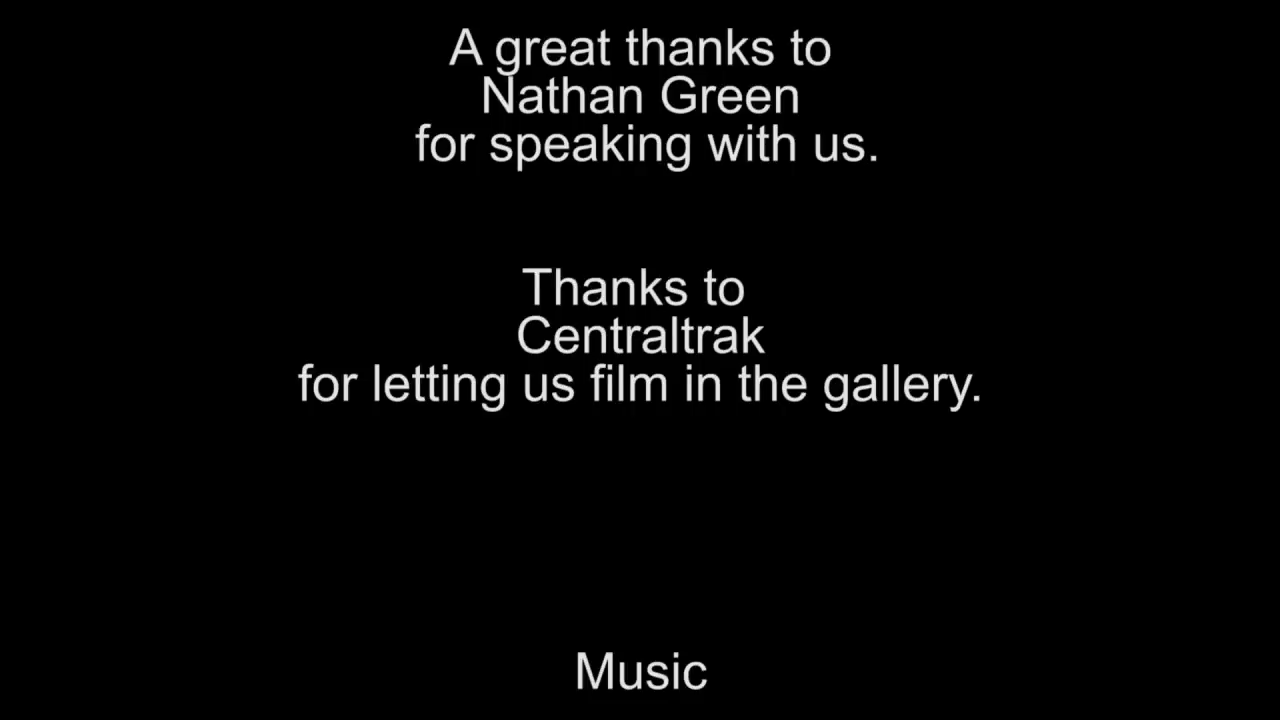 A great thanks to
Nathan Green
for speaking with us.
Thanks to
Centraltrak
for letting us film in the gallery.
Music